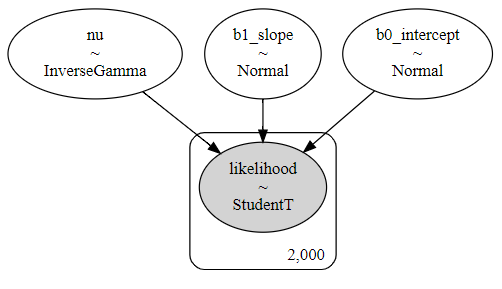 nu
~
InverseGamma
b1_slope
~
Normal
b0_intercept
~
Normal
likelihood
~
StudentT
2,000